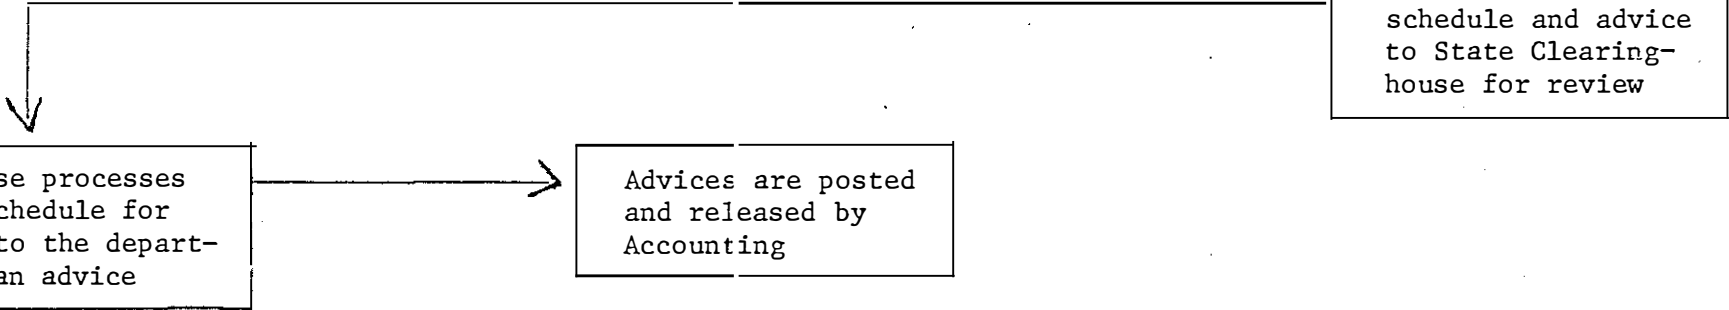 schedule and advice
to State Clearing-
house for review
se processes
chedule for
to the depart-
an advice
Advices are posted
and released by
Accounting